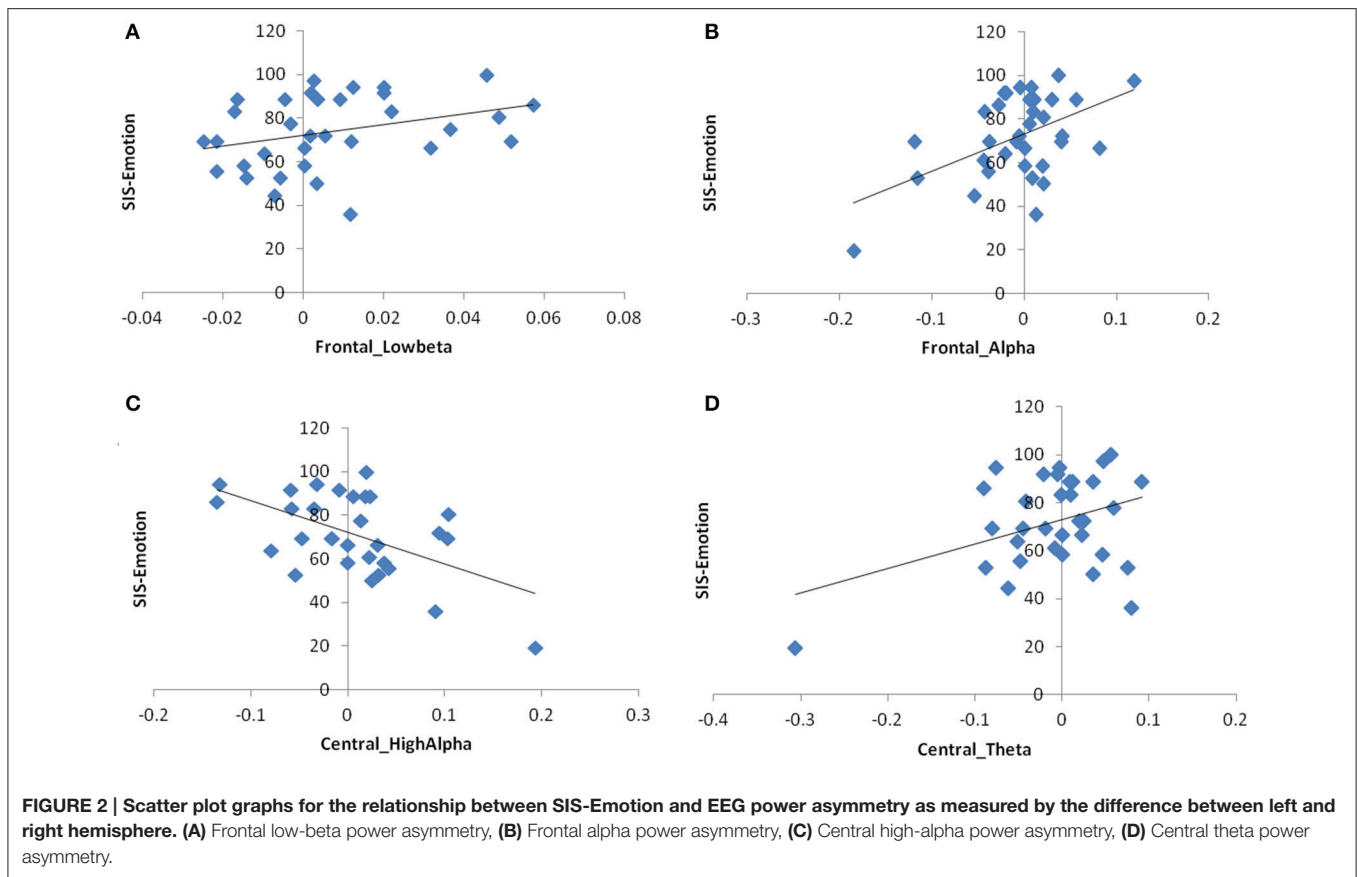 A
120
100
80
60
40
20
0
SIS-Emotion
-0.04 -0.02 0 0.02 0.04 0.06 0.08
Frontal_Lowbeta
B
120
100
80
60
40
20
0
SIS-Emotion
-0.3 -0.2 -0.1 0 0.1 0.2
Frontal_Alpha
C
120
100
80
60
40
20
0
SIS-Emotion
-0.2 -0.1 0 0.1 0.2 0.3
Central_HighAlpha
D
120
100
80
60
40
20
0
SIS-Emotion
-0.4 -0.3 -0.2 -0.1 0 0.1 0.2
Central_Theta
FIGURE 2 | Scatter plot graphs for the relationship between SIS-Emotion and EEG power asymmetry as measured by the difference between left and
right hemisphere. (A) Frontal low-beta power asymmetry, (B) Frontal alpha power asymmetry, (C) Central high-alpha power asymmetry, (D) Central theta power
asymmetry.